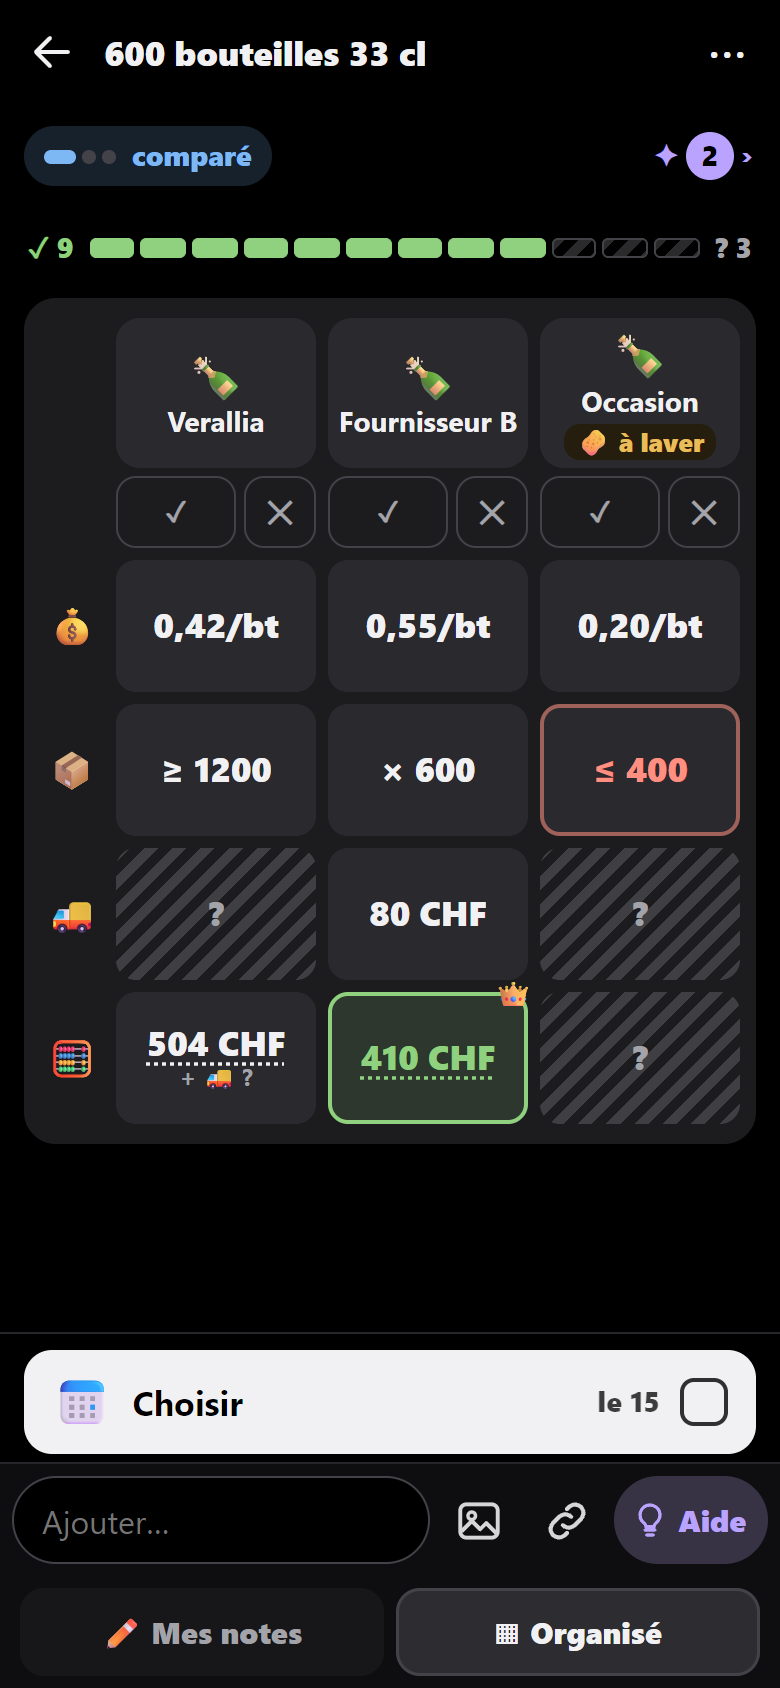 600 bouteilles 33 cl
comparé
2
✓ 9
? 3
Verallia
Fournisseur B
Occasion
à laver
0,42/bt
0,55/bt
0,20/bt
≥ 1200
× 600
≤ 400
?
80 CHF
?
504 CHF
+ ?
410 CHF
?
Choisir
le 15
Ajouter...
Aide
Mes notes
Organisé